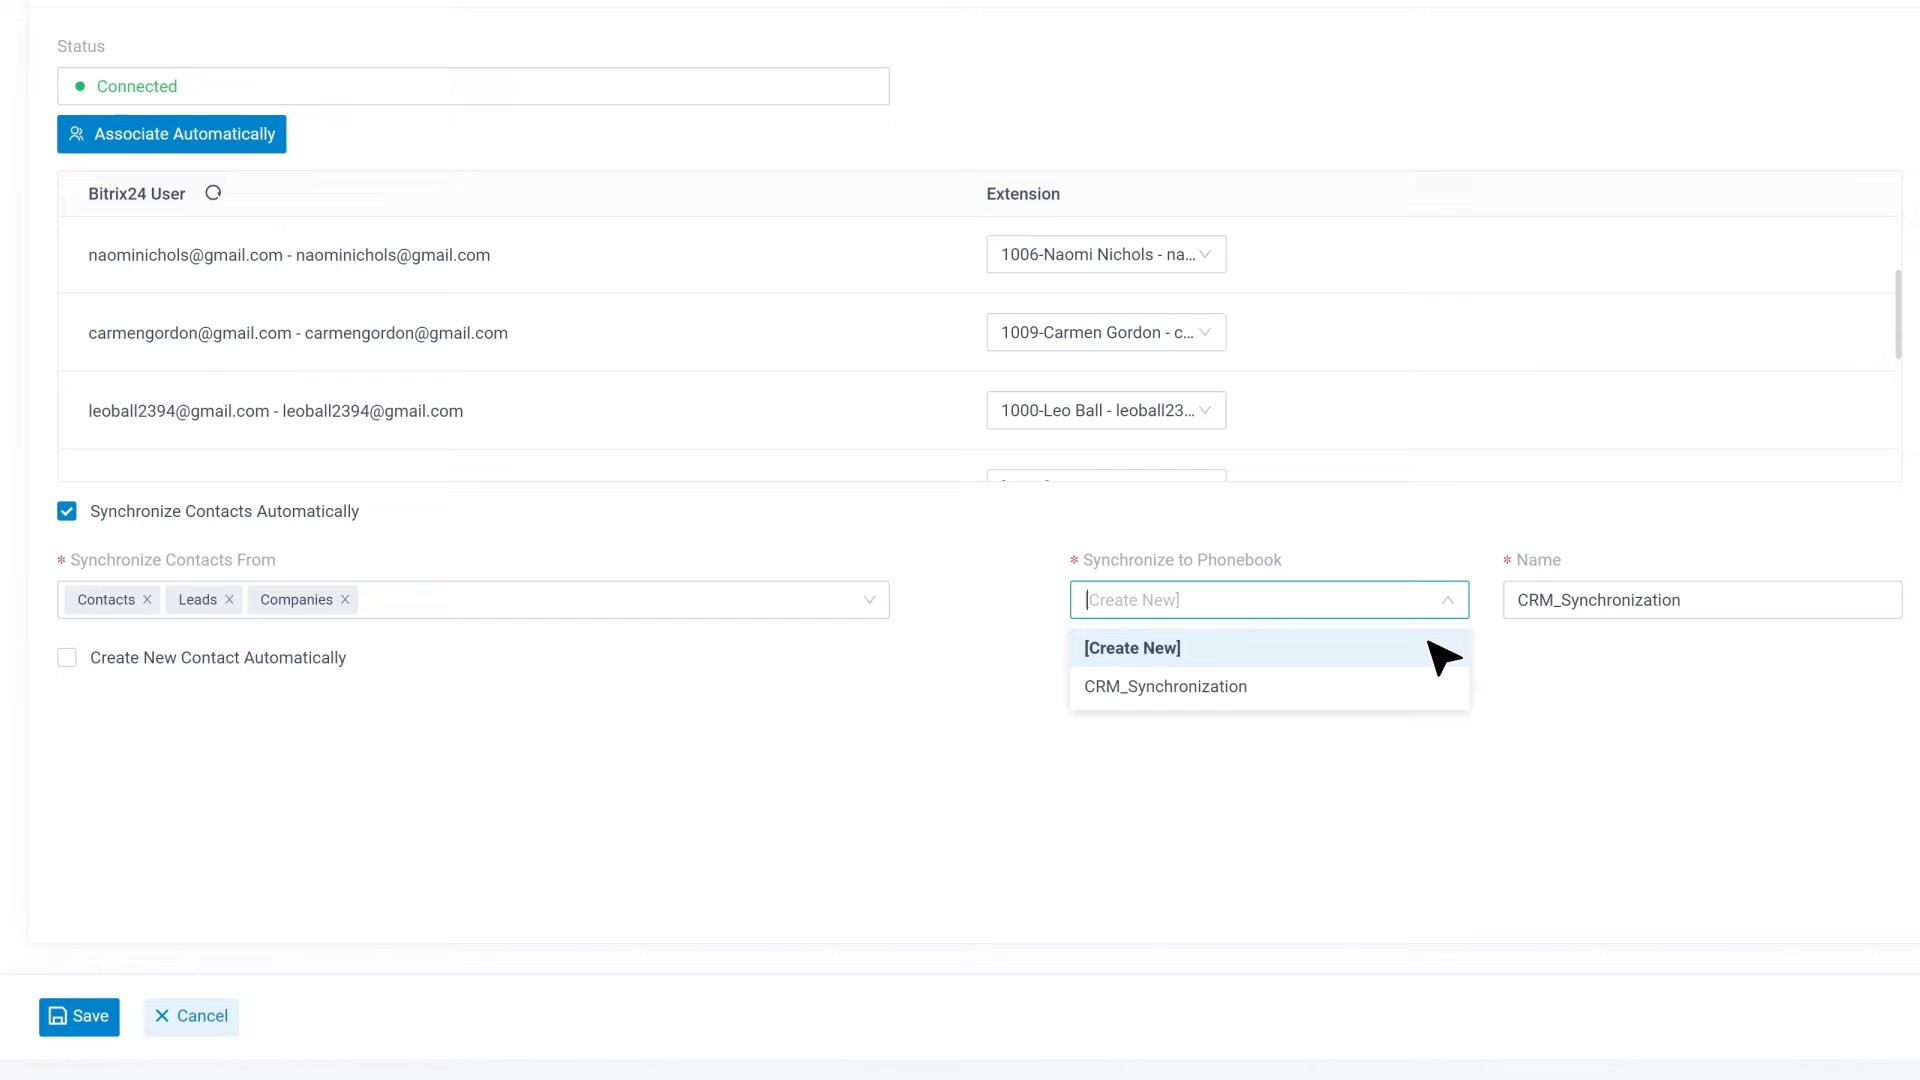 Status
Connected
Associate Automatically
Bitrix24 User Extension
naominichols@gmail.com - naominichols@gmail.com 1006-Naomi Nichols - na...
carmengordon@gmail.com - carmengordon@gmail.com 1009-Carmen Gordon - c...
leoball2394@gmail.com - leoball2394@gmail.com 1000-Leo Ball - leoball23...
Synchronize Contacts Automatically
* Synchronize Contacts From * Synchronize to Phonebook * Name
Contacts Leads Companies [Create New] CRM_Synchronization
[Create New]
CRM_Synchronization
Create New Contact Automatically
Save Cancel